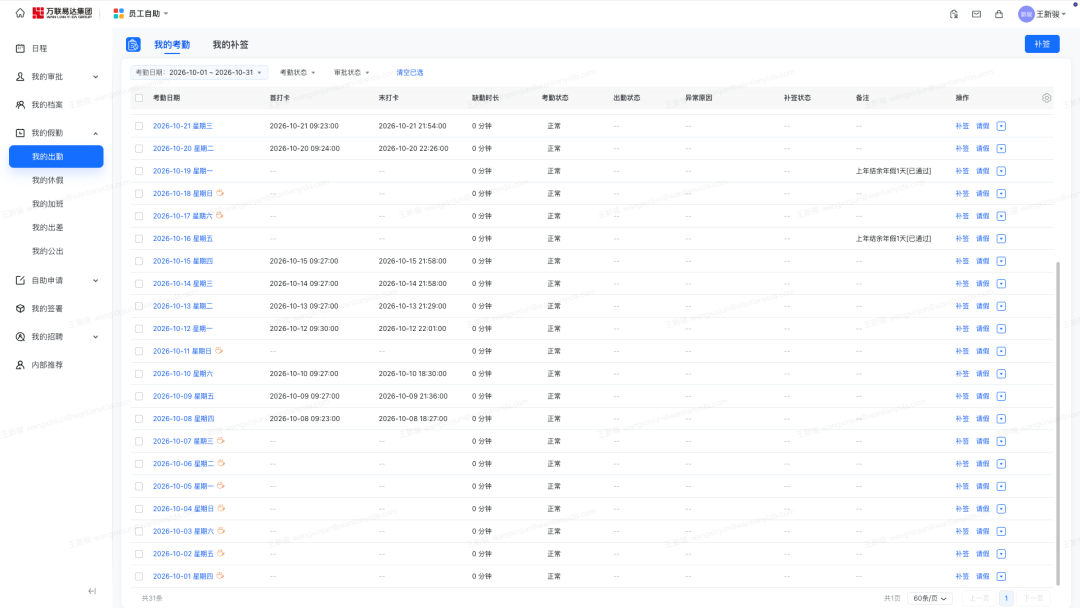 万联易达集团 员工自助 王新骏
WAN LIAN YI DA GROUP
日程
我的审批
我的档案
我的假勤
我的出勤
我的休假
我的加班
我的出差
我的公出
自助申请
我的签署
我的招聘
内部推荐
我的考勤 我的补签 补签
考勤日期: 2026-10-01 ~ 2026-10-31 考勤状态 审批状态 清空已选
考勤日期 首打卡 末打卡 缺勤时长 考勤状态 出勤状态 异常原因 补签状态 备注 操作
2026-10-21 星期三 2026-10-21 09:23:00 2026-10-21 21:54:00 0 分钟 正常 -- -- -- -- 补签 请假
2026-10-20 星期二 2026-10-20 09:24:00 2026-10-20 22:26:00 0 分钟 正常 -- -- -- -- 补签 请假
2026-10-19 星期一 -- -- 0 分钟 正常 -- -- -- 上年结余年假1天[已通过] 补签 请假
2026-10-18 星期日 -- -- 0 分钟 正常 -- -- -- -- 补签 请假
2026-10-17 星期六 -- -- 0 分钟 正常 -- -- -- -- 补签 请假
2026-10-16 星期五 -- -- 0 分钟 正常 -- -- -- 上年结余年假1天[已通过] 补签 请假
2026-10-15 星期四 2026-10-15 09:27:00 2026-10-15 21:58:00 0 分钟 正常 -- -- -- -- 补签 请假
2026-10-14 星期三 2026-10-14 09:27:00 2026-10-14 21:58:00 0 分钟 正常 -- -- -- -- 补签 请假
2026-10-13 星期二 2026-10-13 09:27:00 2026-10-13 21:29:00 0 分钟 正常 -- -- -- -- 补签 请假
2026-10-12 星期一 2026-10-12 09:30:00 2026-10-12 22:01:00 0 分钟 正常 -- -- -- -- 补签 请假
2026-10-11 星期日 -- -- 0 分钟 正常 -- -- -- -- 补签 请假
2026-10-10 星期六 2026-10-10 09:27:00 2026-10-10 18:30:00 0 分钟 正常 -- -- -- -- 补签 请假
2026-10-09 星期五 2026-10-09 09:27:00 2026-10-09 21:36:00 0 分钟 正常 -- -- -- -- 补签 请假
2026-10-08 星期四 2026-10-08 09:23:00 2026-10-08 18:27:00 0 分钟 正常 -- -- -- -- 补签 请假
2026-10-07 星期三 -- -- 0 分钟 正常 -- -- -- -- 补签 请假
2026-10-06 星期二 -- -- 0 分钟 正常 -- -- -- -- 补签 请假
2026-10-05 星期一 -- -- 0 分钟 正常 -- -- -- -- 补签 请假
2026-10-04 星期日 -- -- 0 分钟 正常 -- -- -- -- 补签 请假
2026-10-03 星期六 -- -- 0 分钟 正常 -- -- -- -- 补签 请假
2026-10-02 星期五 -- -- 0 分钟 正常 -- -- -- -- 补签 请假
2026-10-01 星期四 -- -- 0 分钟 正常 -- -- -- -- 补签 请假
共31条 共1页 60条/页 上一页 1 下一页